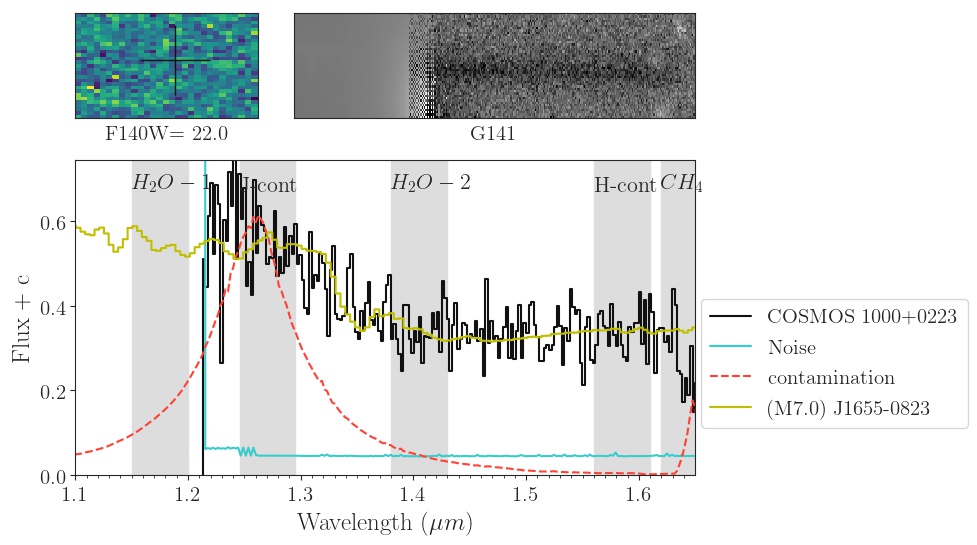 F140W= 22.0
G141
H₂O − 1
J-cont
H₂O − 2
H-cont
CH₄
Flux + c
0.6
0.4
0.2
0.0
1.1
1.2
1.3
1.4
1.5
1.6
Wavelength (μm)
COSMOS 1000+0223
Noise
contamination
(M7.0) J1655-0823